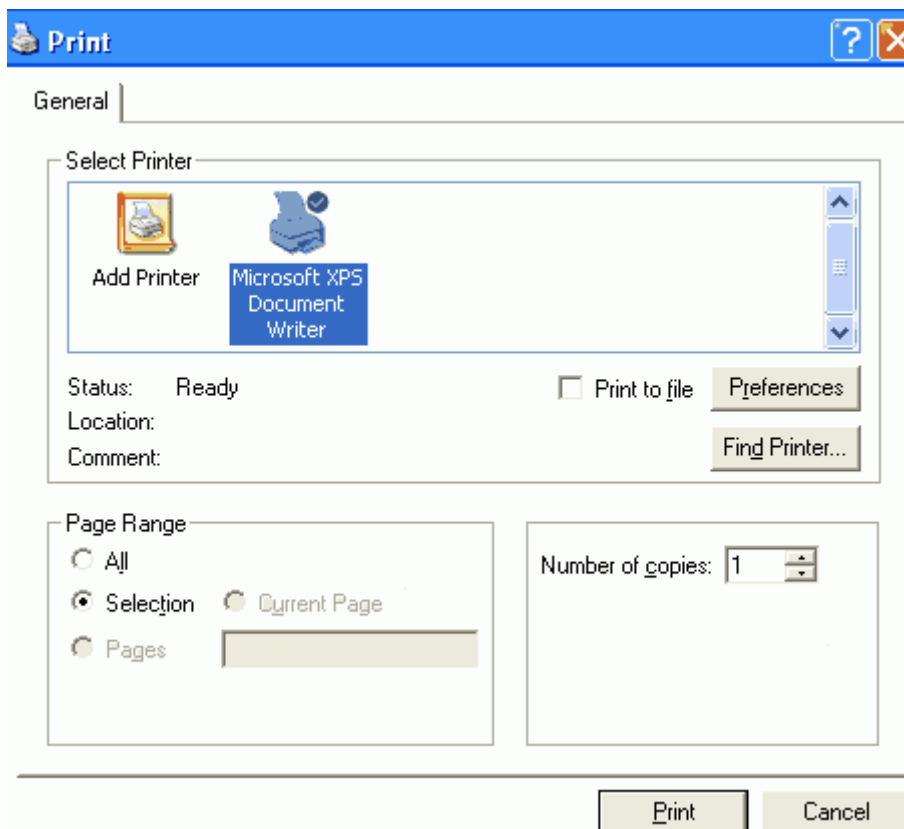 Print
General
Select Printer
Add Printer
Microsoft XPS
Document
Writer
Status: Ready
Print to file
Preferences
Location:
Comment:
Find Printer...
Page Range
All
Selection
Current Page
Pages
Number of copies: 1
Print
Cancel